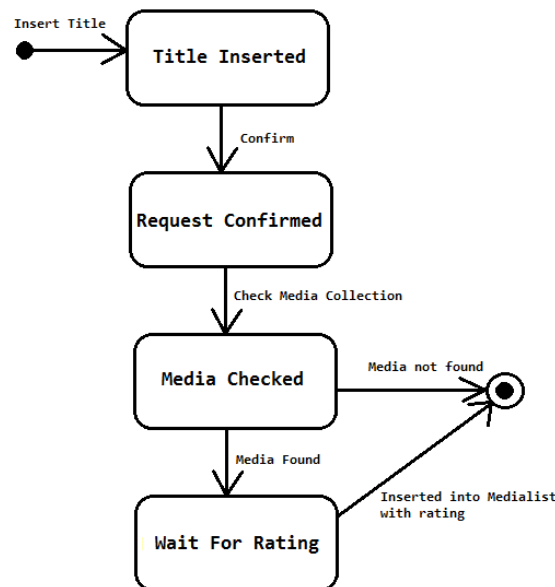 Insert Title
Title Inserted
Confirm
Request Confirmed
Check Media Collection
Media Checked
Media not found
Media Found
Inserted into Medialist
with rating
Wait For Rating